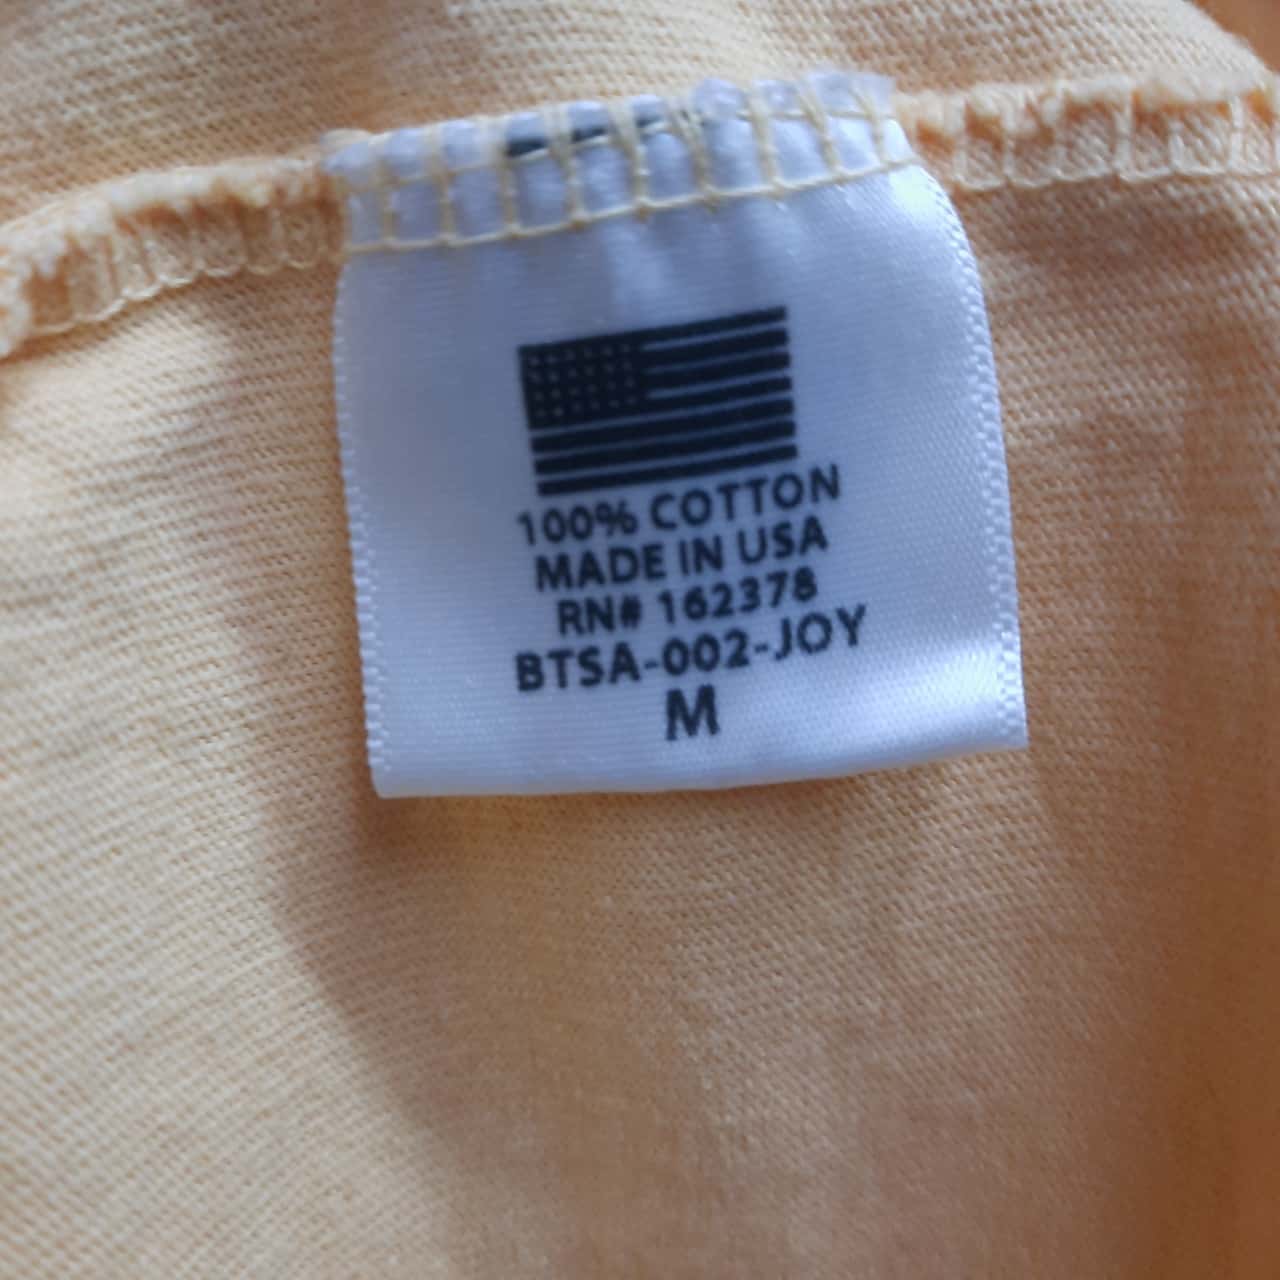 100% COTTON
MADE IN USA
RN# 162378
BTSA-002-JOY
M